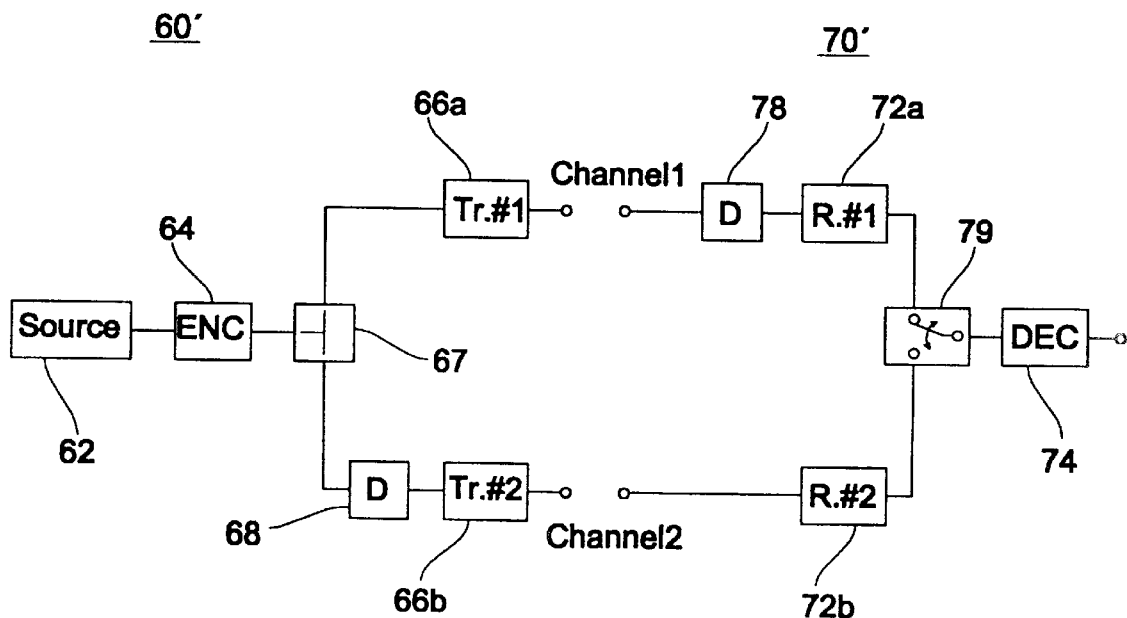 60′
70′
66a
78
72a
Channel1
Tr.#1
D
R.#1
64
79
Source
ENC
DEC
67
62
74
D
Tr.#2
R.#2
68
Channel2
66b
72b